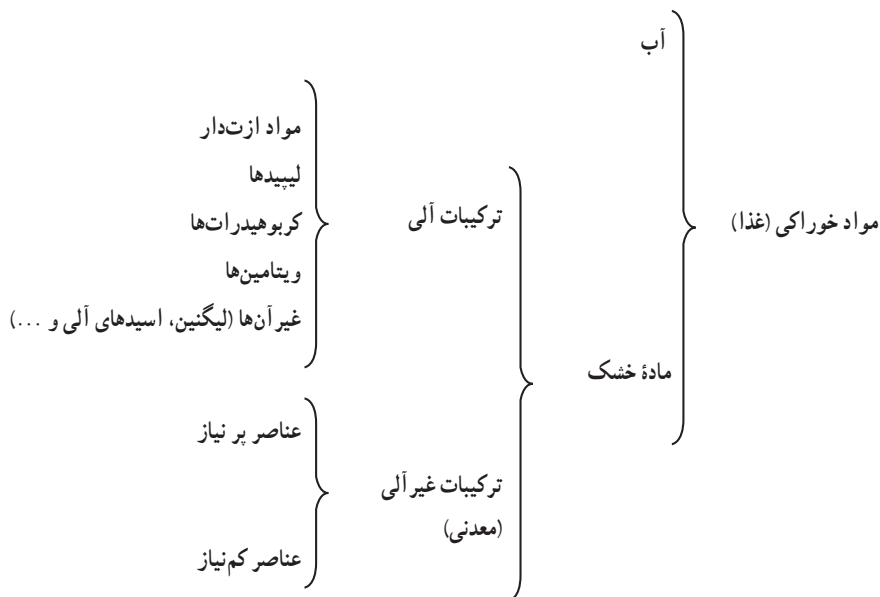 مواد خوراکی (غذا)
آب
مادهٔ خشک
ترکیبات آلی
مواد ازت‌دار
لیپیدها
کربوهیدرات‌ها
ویتامین‌ها
غیر آن‌ها (لیگنین، اسیدهای آلی و ...)
ترکیبات غیر آلی
(معدنی)
عناصر پر نیاز
عناصر کم‌نیاز